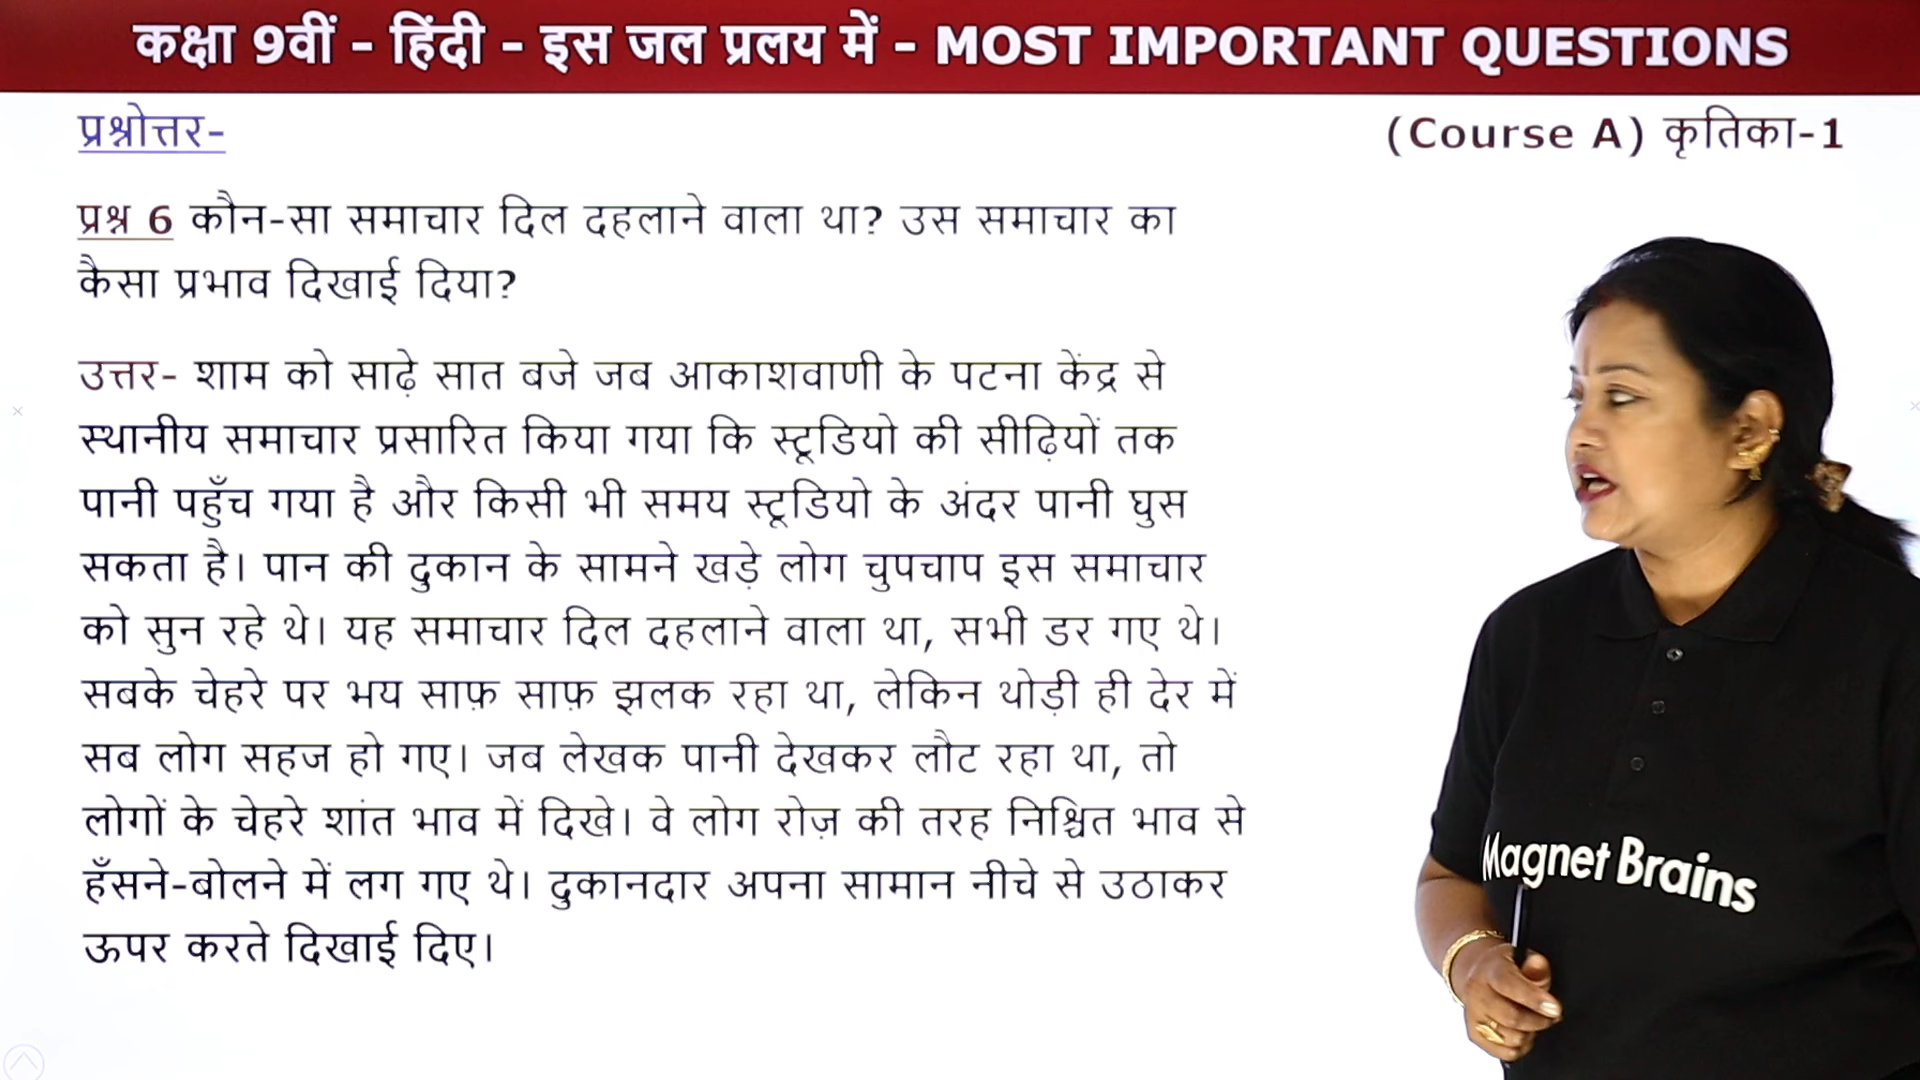 कक्षा 9वीं - हिंदी - इस जल प्रलय में - MOST IMPORTANT QUESTIONS
प्रश्नोत्तर-
(Course A) कृतिका-1
प्रश्न 6 कौन-सा समाचार दिल दहलाने वाला था? उस समाचार का
कैसा प्रभाव दिखाई दिया?
उत्तर- शाम को साढ़े सात बजे जब आकाशवाणी के पटना केंद्र से
स्थानीय समाचार प्रसारित किया गया कि स्टूडियो की सीढ़ियों तक
पानी पहुँच गया है और किसी भी समय स्टूडियो के अंदर पानी घुस
सकता है। पान की दुकान के सामने खड़े लोग चुपचाप इस समाचार
को सुन रहे थे। यह समाचार दिल दहलाने वाला था, सभी डर गए थे।
सबके चेहरे पर भय साफ़ साफ़ झलक रहा था, लेकिन थोड़ी ही देर में
सब लोग सहज हो गए। जब लेखक पानी देखकर लौट रहा था, तो
लोगों के चेहरे शांत भाव में दिखे। वे लोग रोज़ की तरह निश्चित भाव से
हँसने-बोलने में लग गए थे। दुकानदार अपना सामान नीचे से उठाकर
ऊपर करते दिखाई दिए।
Magnet Brains